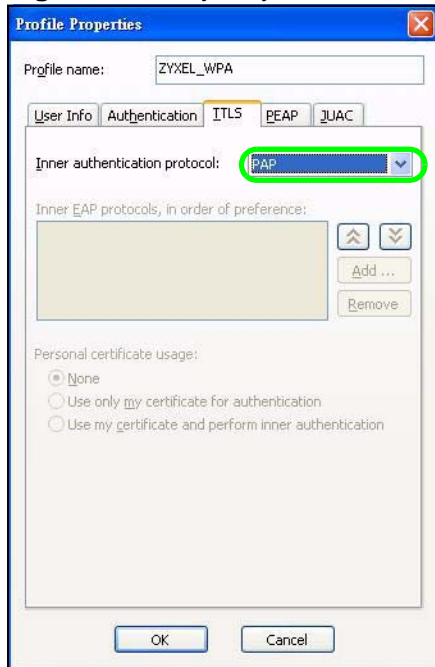 Profile Properties
Profile name: ZYXEL_WPA
User Info Authentication TTLS PEAP JUAC
Inner authentication protocol: PAP
Inner EAP protocols, in order of preference:
Add ...
Remove
Personal certificate usage:
None
Use only my certificate for authentication
Use my certificate and perform inner authentication
OK Cancel